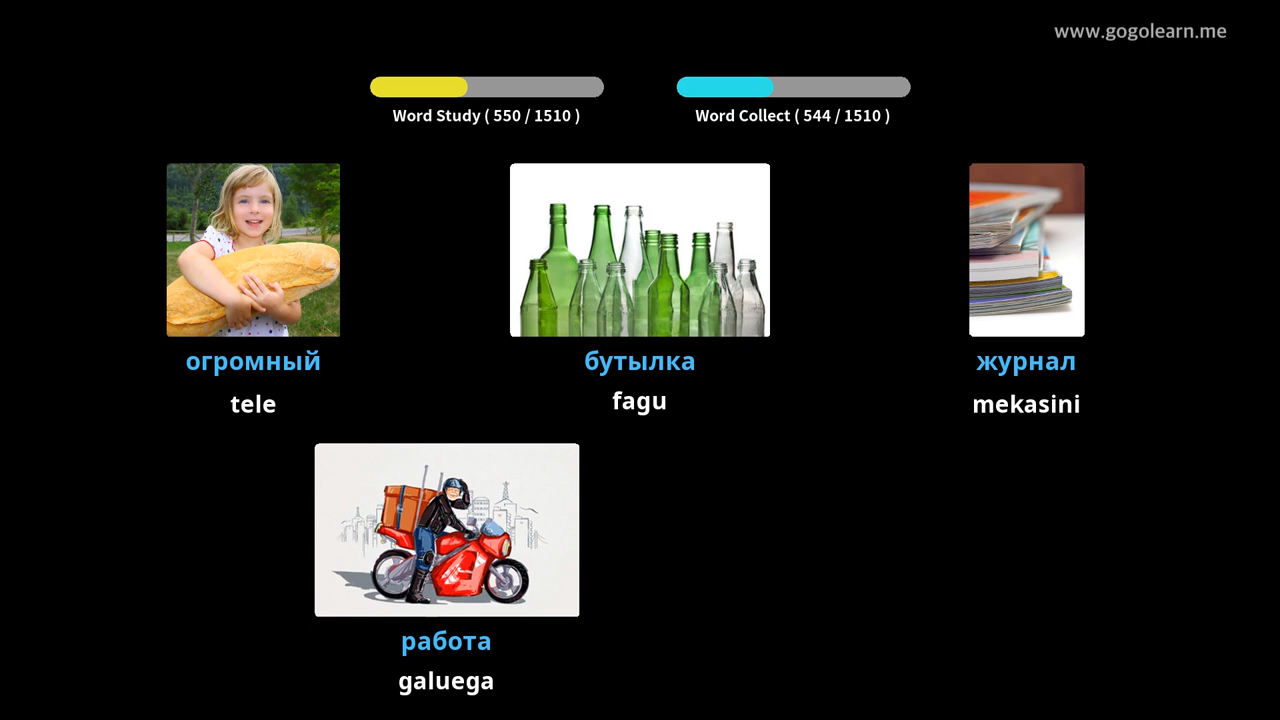 www.gogolearn.me
Word Study ( 550 / 1510 )
Word Collect ( 544 / 1510 )
огромный
бутылка
журнал
tele
fagu
mekasini
работа
galuega